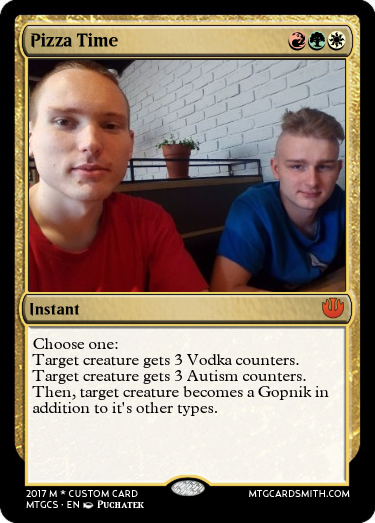 Pizza Time
Instant
Choose one:
Target creature gets 3 Vodka counters.
Target creature gets 3 Autism counters.
Then, target creature becomes a Gopnik in
addition to it's other types.
2017 M * CUSTOM CARD
MTGCS · EN PUCHATEK
MTGCARDSMITH.COM